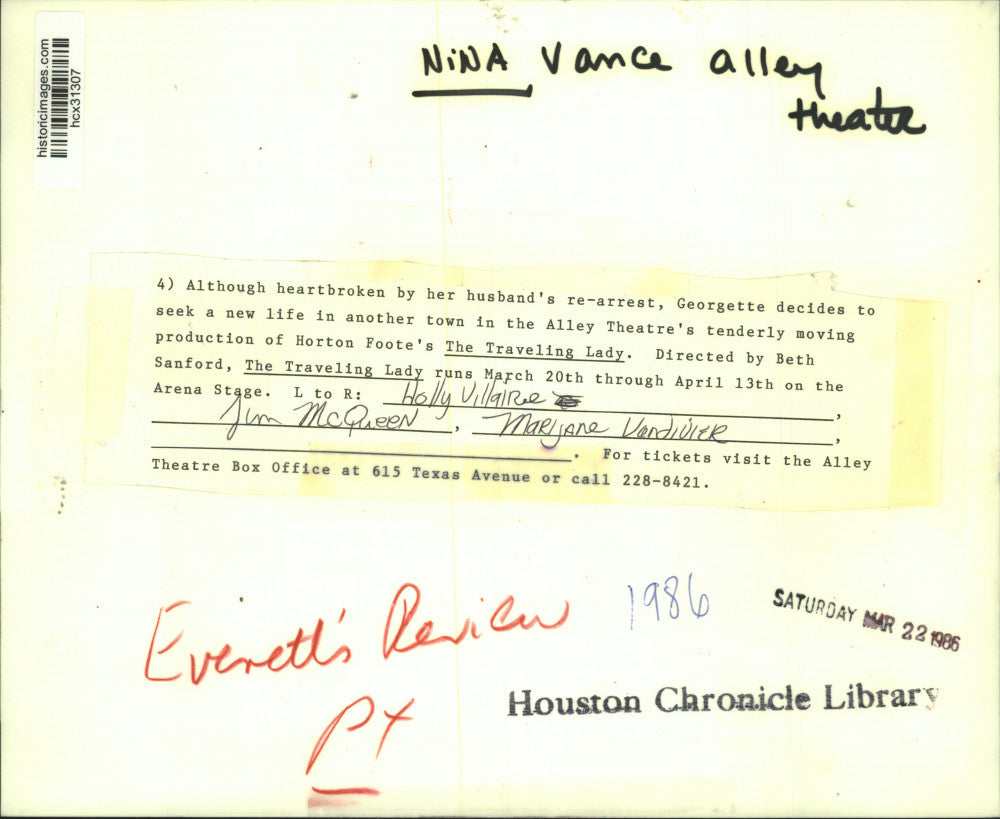 historicimages.com
hcx31307
NiNA Vance alley
theater
4) Although heartbroken by her husband's re-arrest, Georgette decides to
seek a new life in another town in the Alley Theatre's tenderly moving
production of Horton Foote's The Traveling Lady. Directed by Beth
Sanford, The Traveling Lady runs March 20th through April 13th on the
Arena Stage. L to R: Holly Villaire,
Jim McQueen, Maryjane Vandivier,
. For tickets visit the Alley
Theatre Box Office at 615 Texas Avenue or call 228-8421.
Everett's Review
PX
1986
SATURDAY MAR 22 1986
Houston Chronicle Library